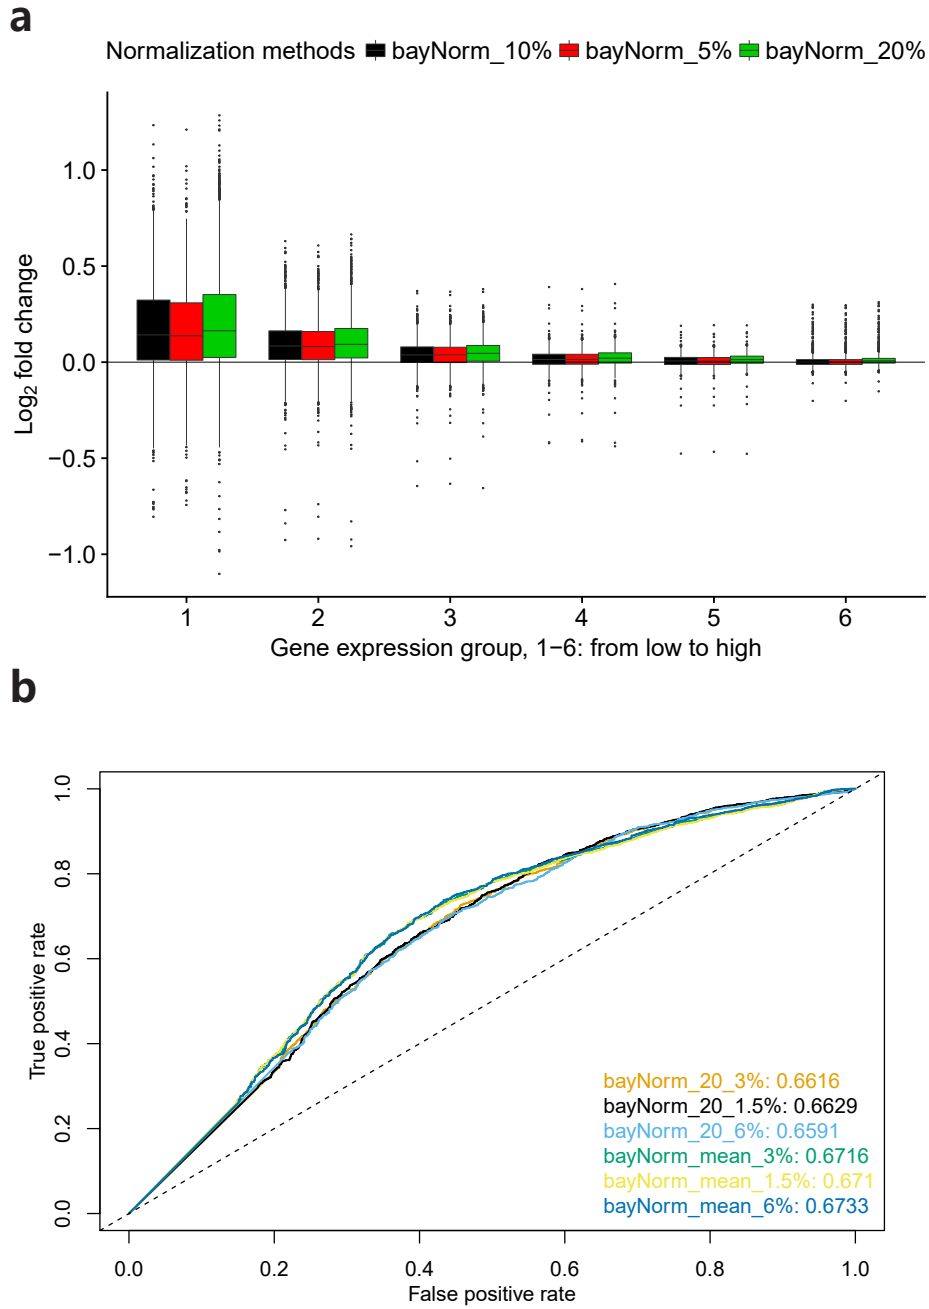 a
Normalization methods bayNorm_10% bayNorm_5% bayNorm_20%
1.0
0.5
0.0
−0.5
−1.0
Log2 fold change
1 2 3 4 5 6
Gene expression group, 1−6: from low to high
b
1.0
0.8
0.6
0.4
0.2
0.0
True positive rate
bayNorm_20_3%: 0.6616
bayNorm_20_1.5%: 0.6629
bayNorm_20_6%: 0.6591
bayNorm_mean_3%: 0.6716
bayNorm_mean_1.5%: 0.671
bayNorm_mean_6%: 0.6733
0.0 0.2 0.4 0.6 0.8 1.0
False positive rate